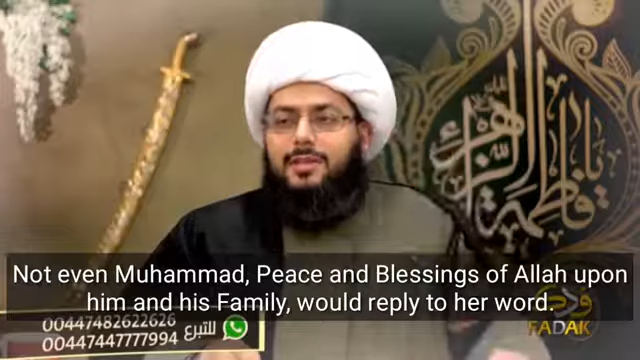 يا فاطمة الزهراء
Not even Muhammad, Peace and Blessings of Allah upon
him and his Family, would reply to her word.
00447482622626
00447447777994
للتبرع
فدك
FADAK